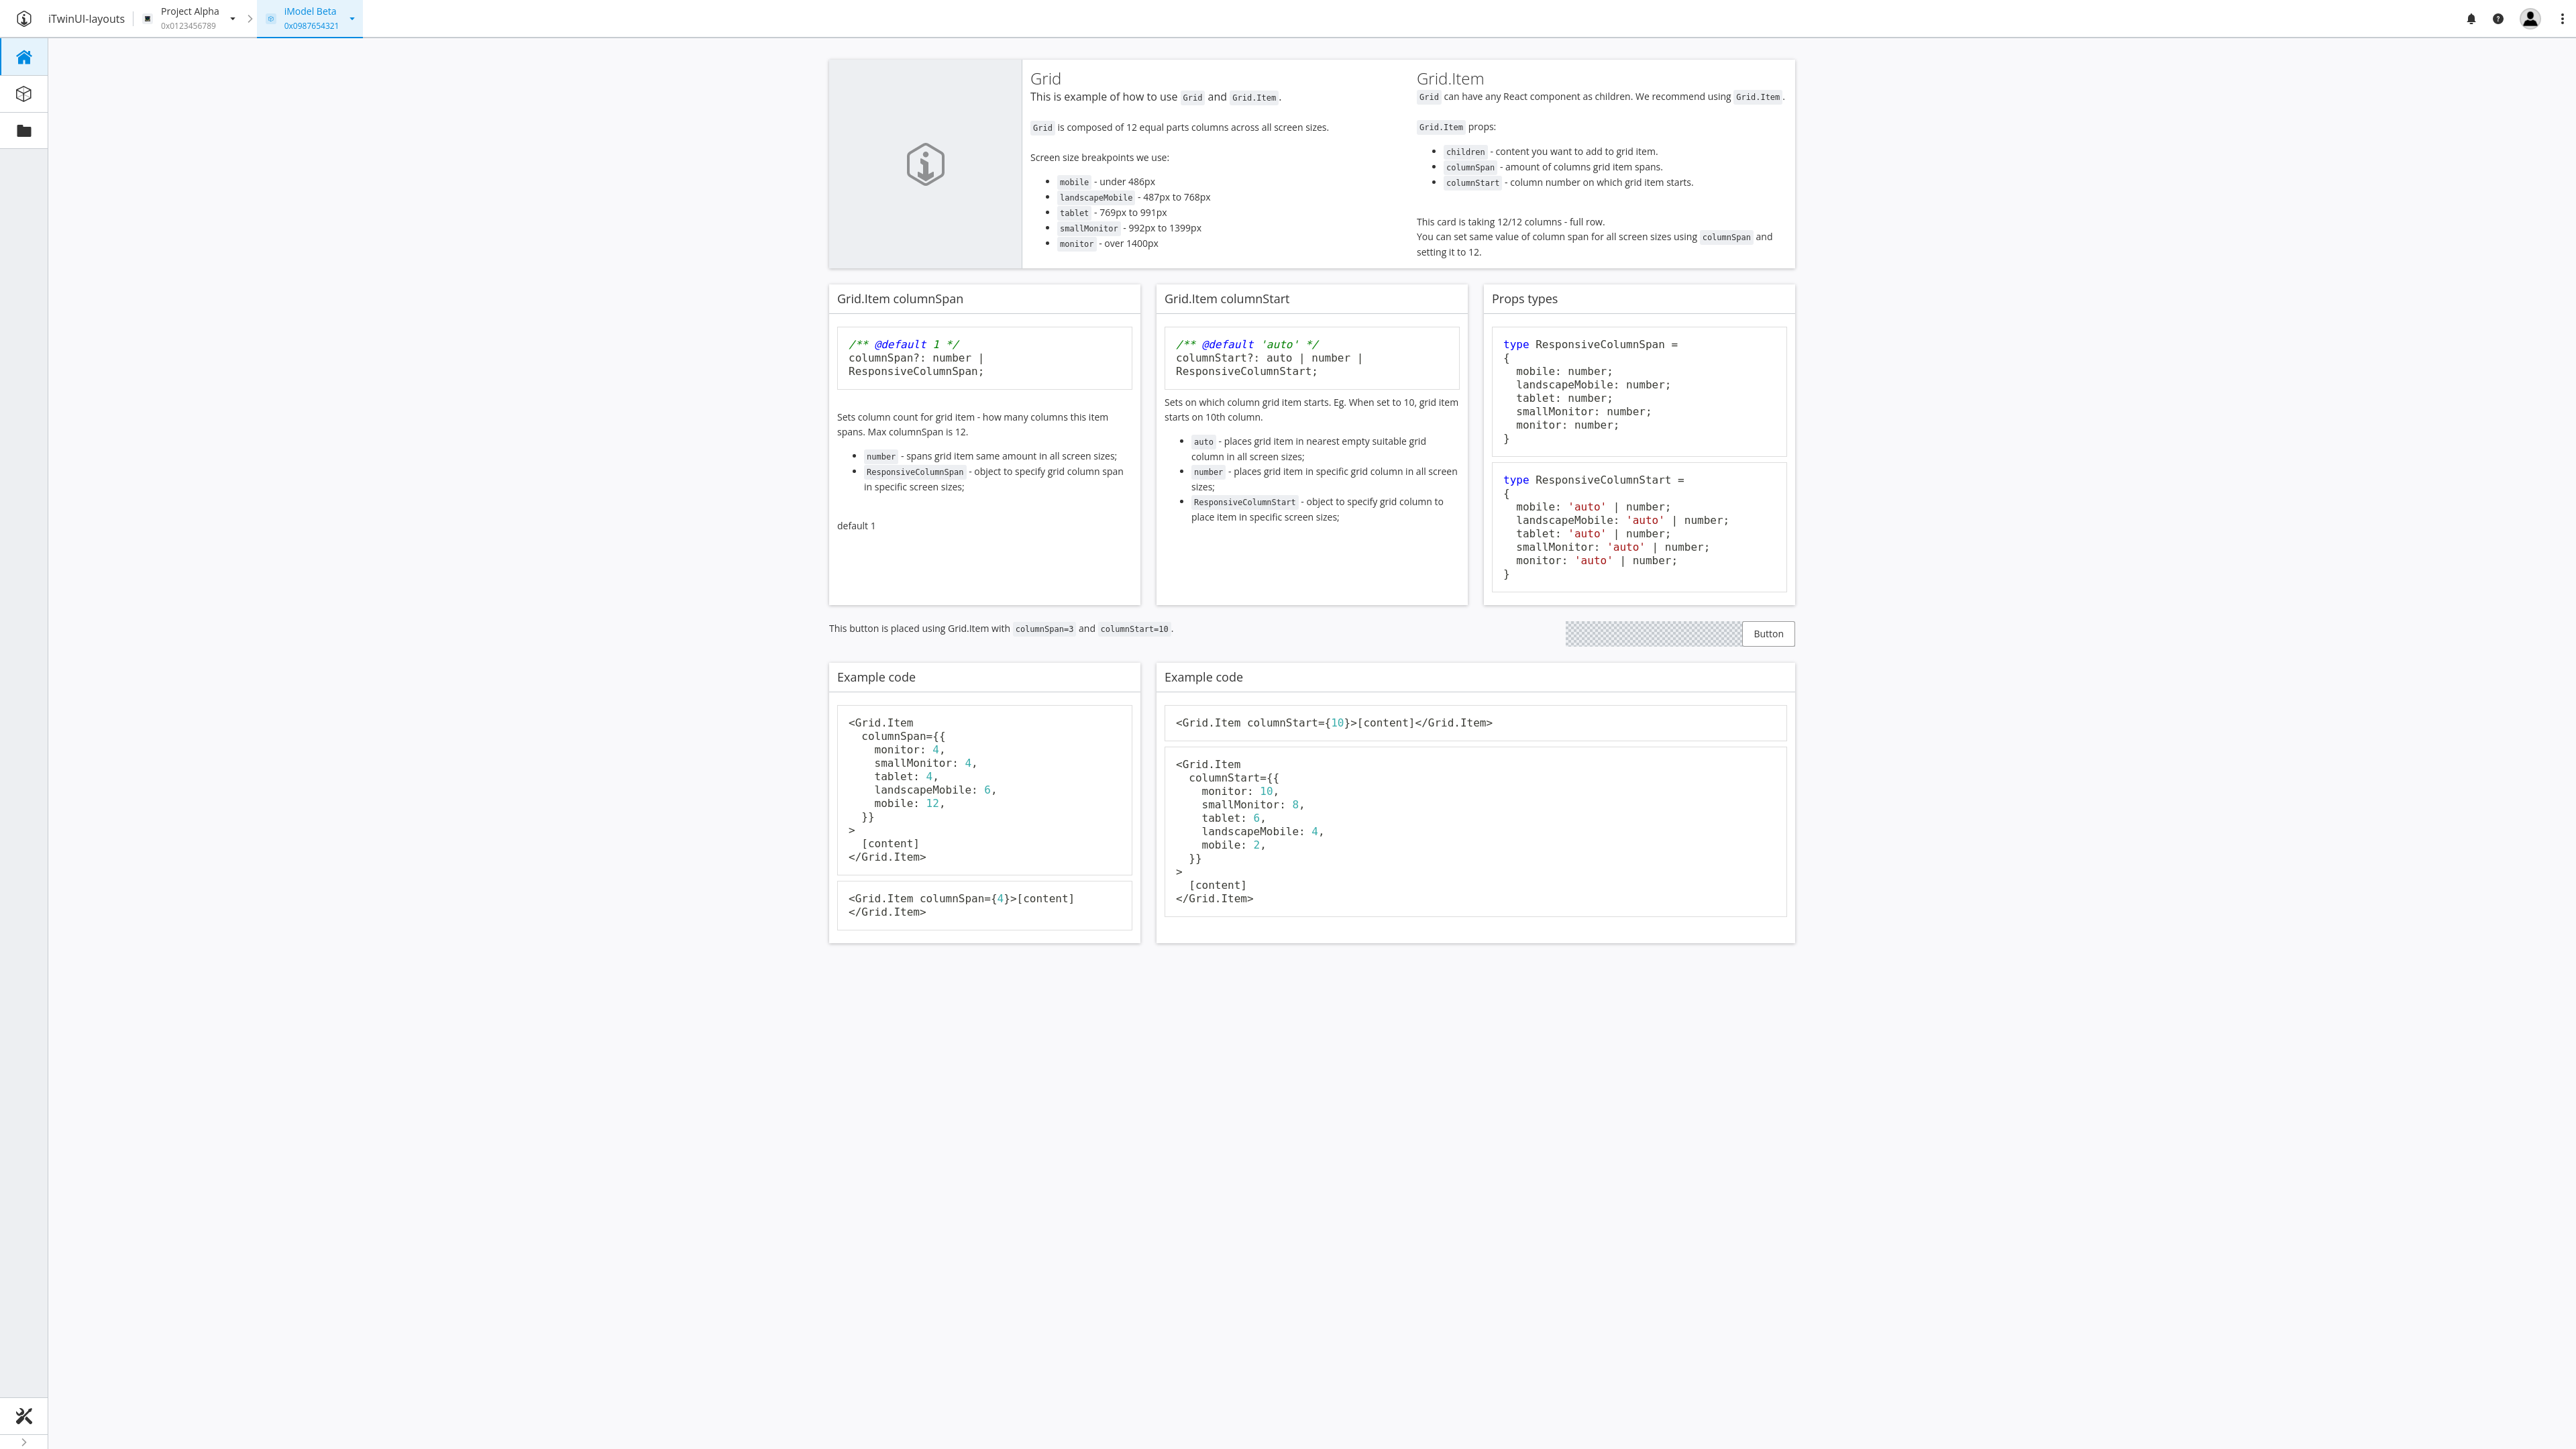 iTwinUI-layouts
Project Alpha
0x0123456789
iModel Beta
0x0987654321
Grid
This is example of how to use Grid and Grid.Item.
Grid is composed of 12 equal parts columns across all screen sizes.
Screen size breakpoints we use:
mobile - under 486px
landscapeMobile - 487px to 768px
tablet - 769px to 991px
smallMonitor - 992px to 1399px
monitor - over 1400px
Grid.Item
Grid can have any React component as children. We recommend using Grid.Item.
Grid.Item props:
children - content you want to add to grid item.
columnSpan - amount of columns grid item spans.
columnStart - column number on which grid item starts.
This card is taking 12/12 columns - full row.
You can set same value of column span for all screen sizes using columnSpan and
setting it to 12.
Grid.Item columnSpan
/** @default 1 */
columnSpan?: number |
ResponsiveColumnSpan;
Sets column count for grid item - how many columns this item
spans. Max columnSpan is 12.
number - spans grid item same amount in all screen sizes;
ResponsiveColumnSpan - object to specify grid column span
in specific screen sizes;
default 1
Grid.Item columnStart
/** @default 'auto' */
columnStart?: auto | number |
ResponsiveColumnStart;
Sets on which column grid item starts. Eg. When set to 10, grid item
starts on 10th column.
auto - places grid item in nearest empty suitable grid
column in all screen sizes;
number - places grid item in specific grid column in all screen
sizes;
ResponsiveColumnStart - object to specify grid column to
place item in specific screen sizes;
Props types
type ResponsiveColumnSpan =
{
mobile: number;
landscapeMobile: number;
tablet: number;
smallMonitor: number;
monitor: number;
}
type ResponsiveColumnStart =
{
mobile: 'auto' | number;
landscapeMobile: 'auto' | number;
tablet: 'auto' | number;
smallMonitor: 'auto' | number;
monitor: 'auto' | number;
}
This button is placed using Grid.Item with columnSpan=3 and columnStart=10.
Button
Example code
<Grid.Item
columnSpan={{
monitor: 4,
smallMonitor: 4,
tablet: 4,
landscapeMobile: 6,
mobile: 12,
}}
>
[content]
</Grid.Item>
<Grid.Item columnSpan={4}>[content]
</Grid.Item>
Example code
<Grid.Item columnStart={10}>[content]</Grid.Item>
<Grid.Item
columnStart={{
monitor: 10,
smallMonitor: 8,
tablet: 6,
landscapeMobile: 4,
mobile: 2,
}}
>
[content]
</Grid.Item>